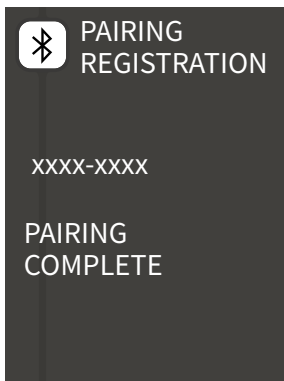 PAIRING
REGISTRATION
xxxx-xxxx
PAIRING
COMPLETE